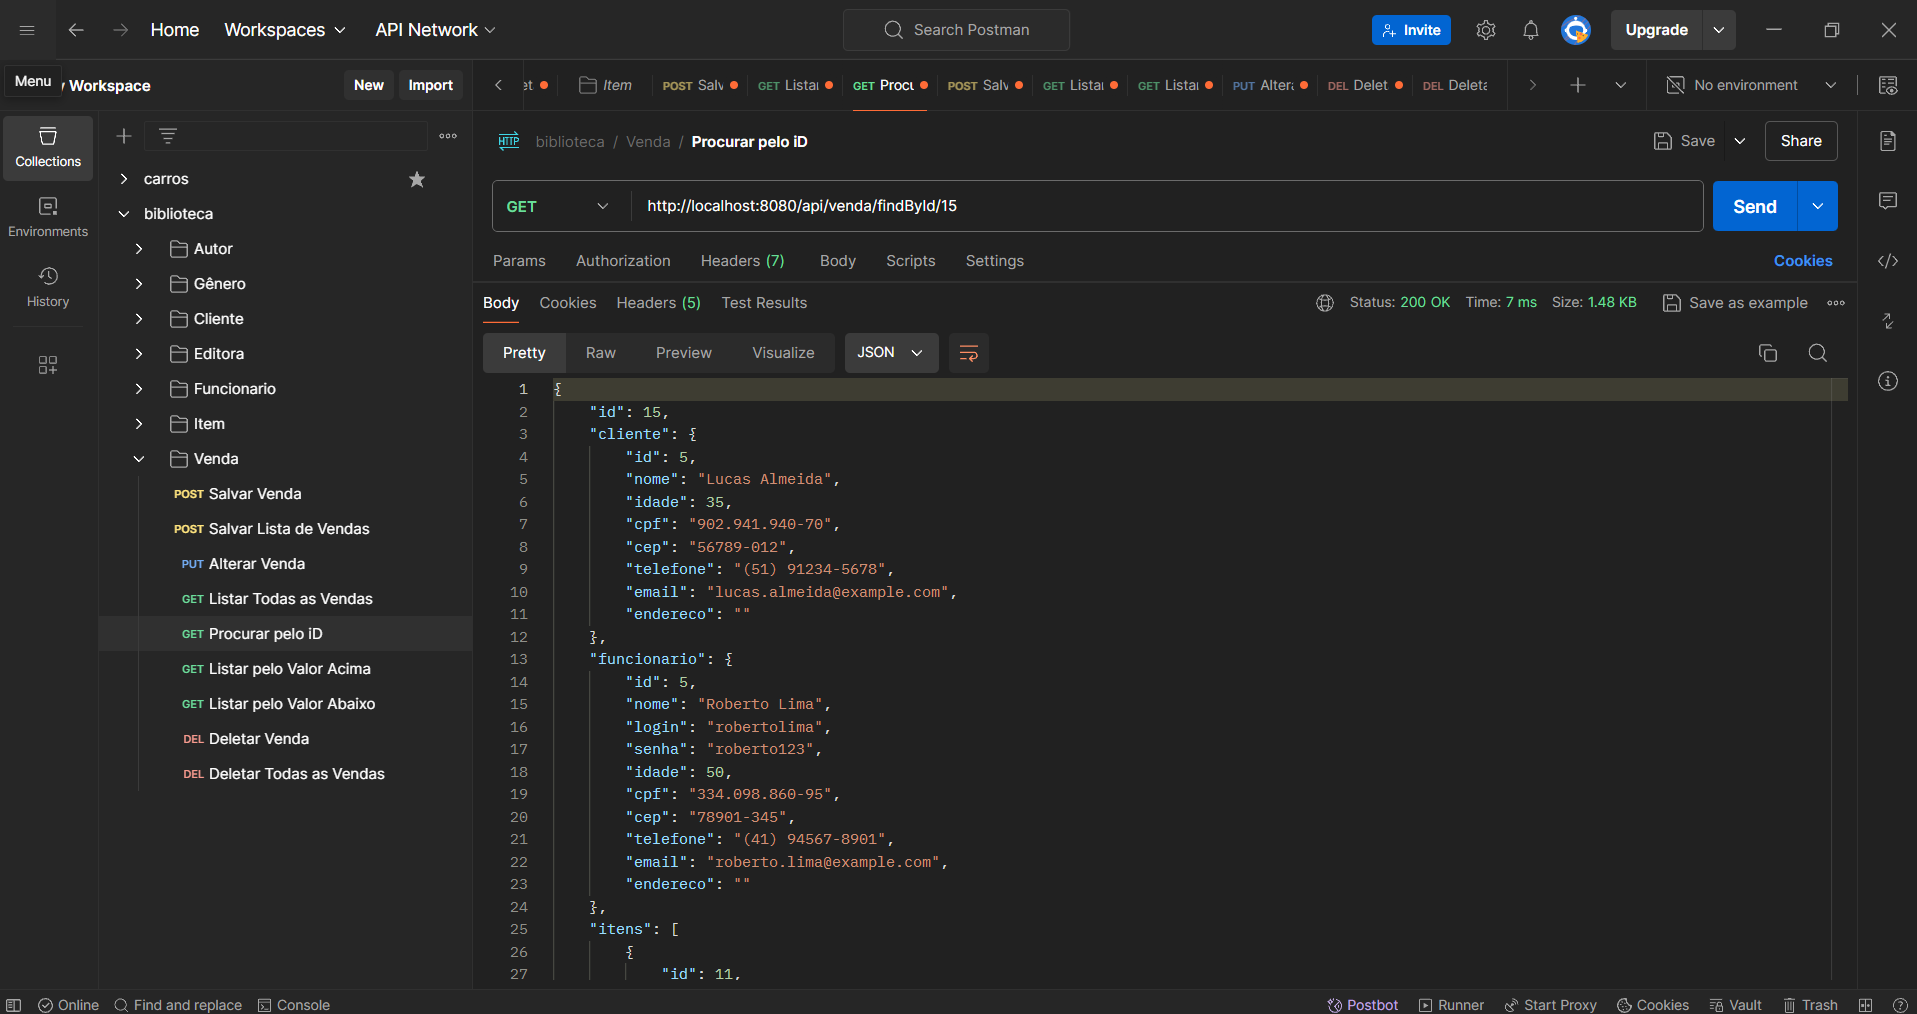 Home Workspaces API Network Search Postman Invite Upgrade
Menu Workspace New Import
et Item POST Salv GET Lista GET Procu POST Salv GET Lista GET Lista PUT Altera DEL Delet DEL Deleta No environment
Collections
Environments
History
carros
biblioteca
Autor
Gênero
Cliente
Editora
Funcionario
Item
Venda
POST Salvar Venda
POST Salvar Lista de Vendas
PUT Alterar Venda
GET Listar Todas as Vendas
GET Procurar pelo iD
GET Listar pelo Valor Acima
GET Listar pelo Valor Abaixo
DEL Deletar Venda
DEL Deletar Todas as Vendas
HTTP biblioteca / Venda / Procurar pelo iD Save Share
GET http://localhost:8080/api/venda/findById/15 Send
Params Authorization Headers (7) Body Scripts Settings Cookies
Body Cookies Headers (5) Test Results Status: 200 OK Time: 7 ms Size: 1.48 KB Save as example
Pretty Raw Preview Visualize JSON
1 {
2 "id": 15,
3 "cliente": {
4 "id": 5,
5 "nome": "Lucas Almeida",
6 "idade": 35,
7 "cpf": "902.941.940-70",
8 "cep": "56789-012",
9 "telefone": "(51) 91234-5678",
10 "email": "lucas.almeida@example.com",
11 "endereco": ""
12 },
13 "funcionario": {
14 "id": 5,
15 "nome": "Roberto Lima",
16 "login": "robertolima",
17 "senha": "roberto123",
18 "idade": 50,
19 "cpf": "334.098.860-95",
20 "cep": "78901-345",
21 "telefone": "(41) 94567-8901",
22 "email": "roberto.lima@example.com",
23 "endereco": ""
24 },
25 "itens": [
26 {
27 "id": 11,
Online Find and replace Console Postbot Runner Start Proxy Cookies Vault Trash